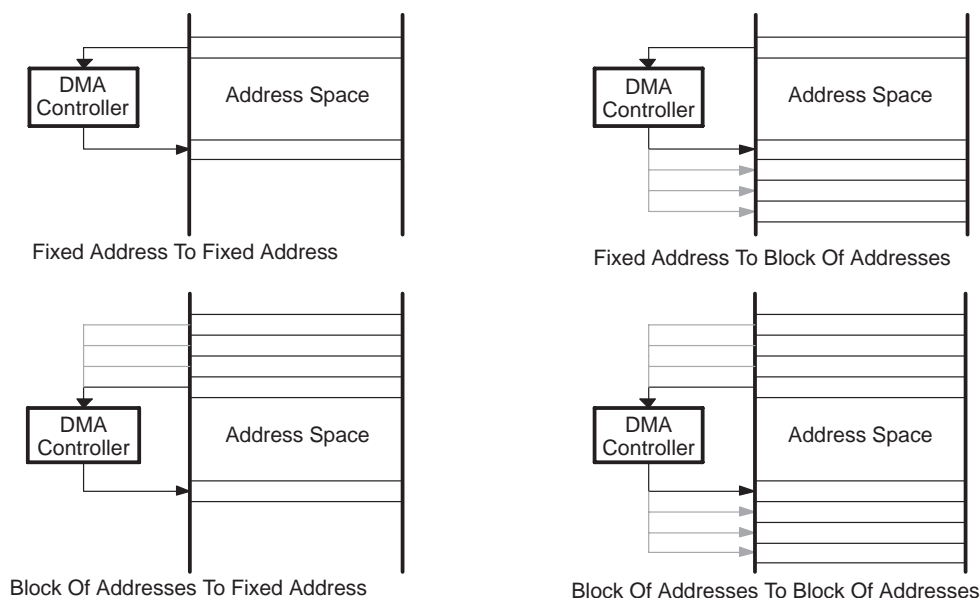 DMA
Controller
Address Space
Fixed Address To Fixed Address
DMA
Controller
Address Space
Fixed Address To Block Of Addresses
DMA
Controller
Address Space
Block Of Addresses To Fixed Address
DMA
Controller
Address Space
Block Of Addresses To Block Of Addresses